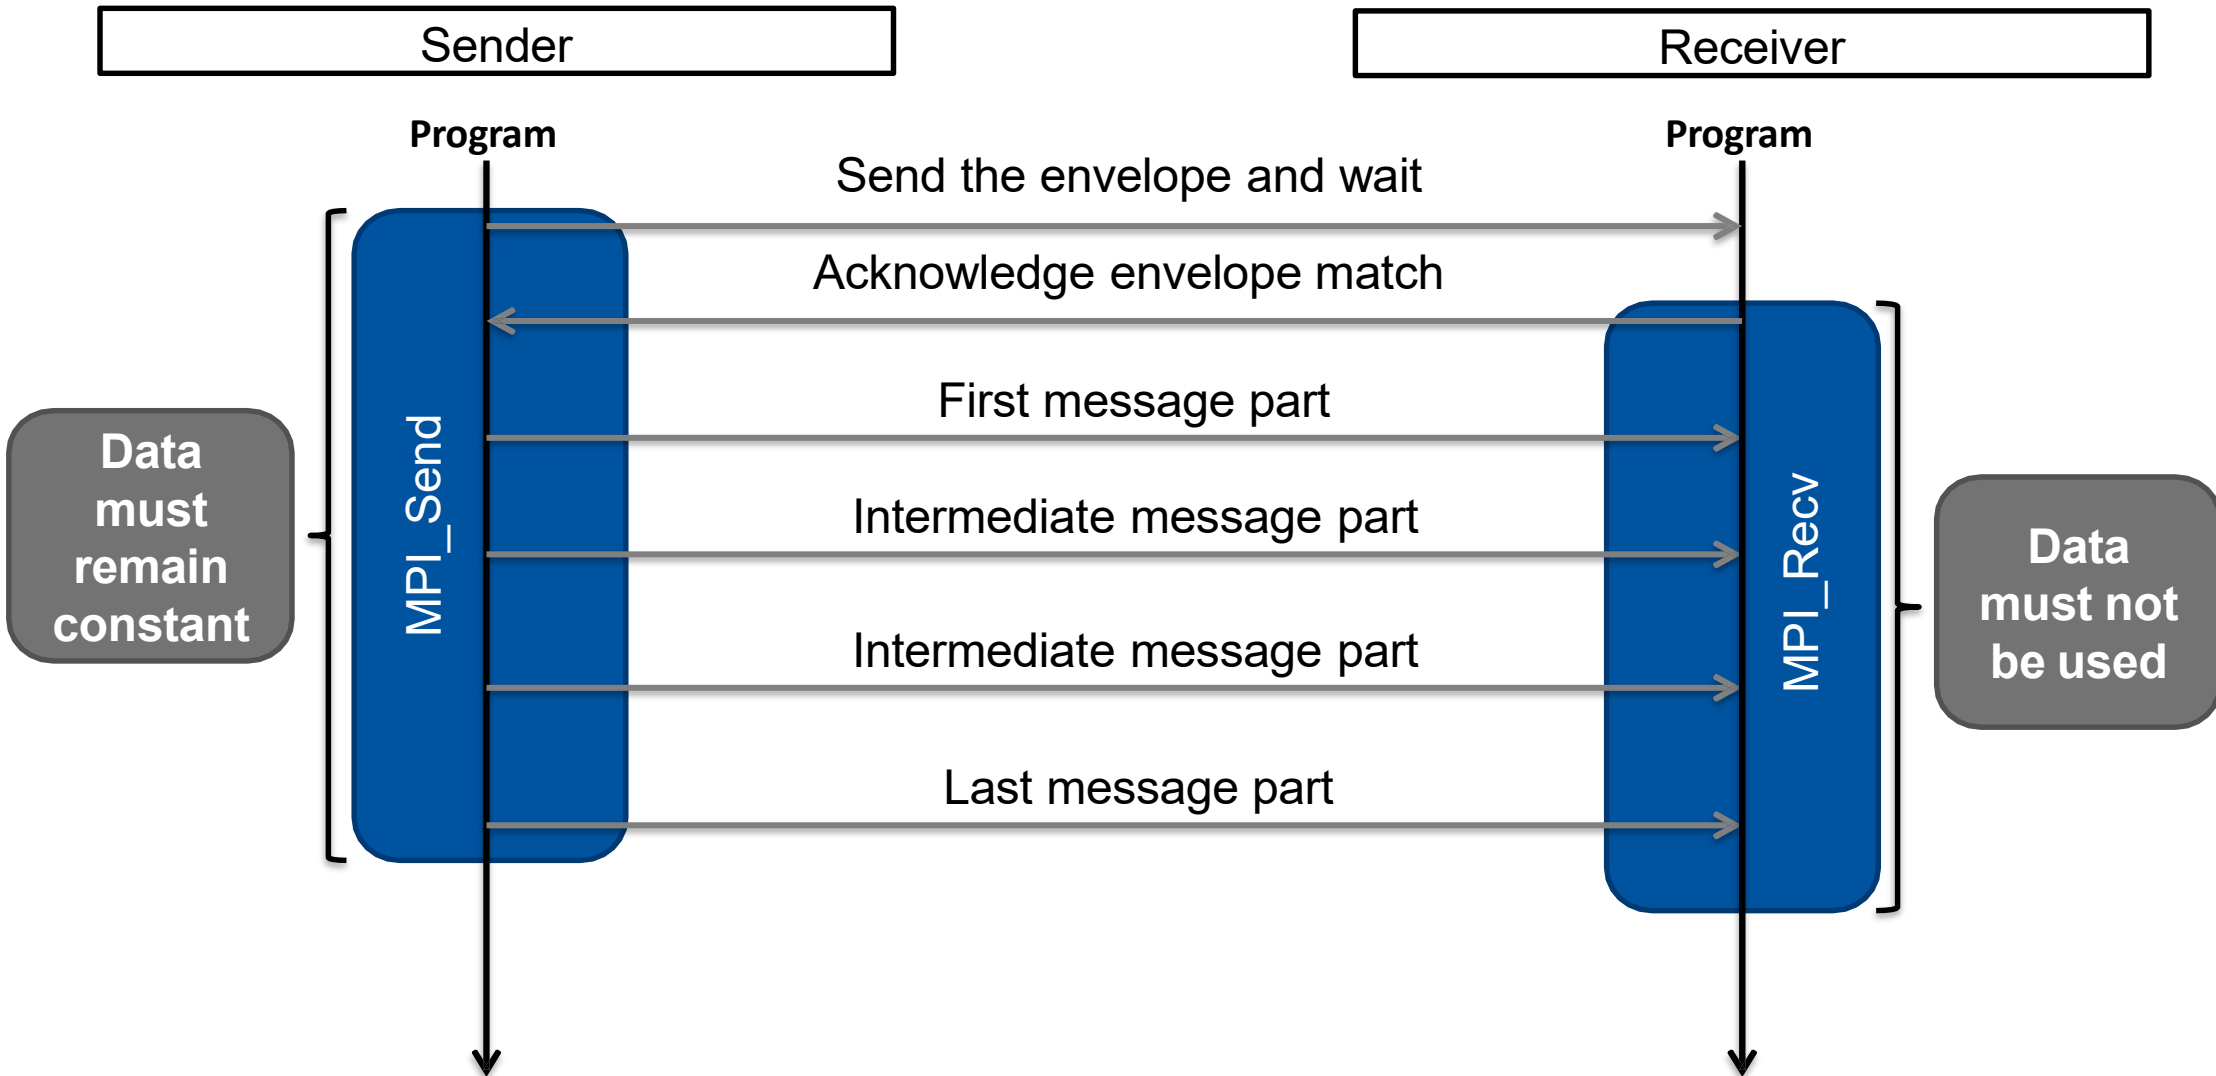 Sender
Receiver
Program
Program
Send the envelope and wait
Acknowledge envelope match
First message part
Intermediate message part
Intermediate message part
Last message part
MPI_Send
MPI_Recv
Data
must
remain
constant
Data
must not
be used